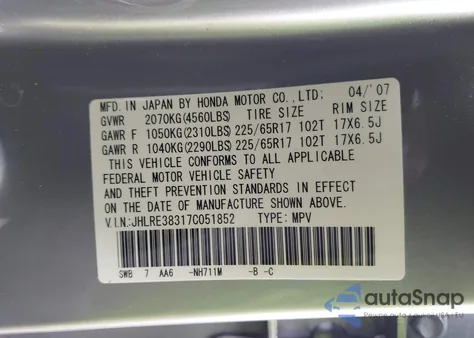 MFD. IN JAPAN BY HONDA MOTOR CO., LTD; 04/'07
GVWR 2070KG(4560LBS) TIRE SIZE RIM SIZE
GAWR F 1050KG(2310LBS) 225/65R17 102T 17X6.5J
GAWR R 1040KG(2290LBS) 225/65R17 102T 17X6.5J
THIS VEHICLE CONFORMS TO ALL APPLICABLE
FEDERAL MOTOR VEHICLE SAFETY
AND THEFT PREVENTION STANDARDS IN EFFECT
ON THE DATE OF MANUFACTURE SHOWN ABOVE.
V.I.N.:JHLRE38317C051852 TYPE: MPV
SWB 7 AA6 -NH711M -B -C
autoSnap